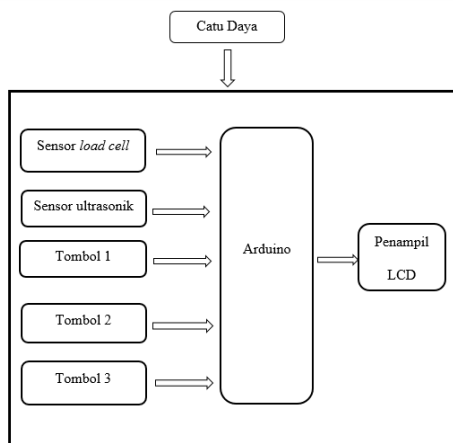 Catu Daya
Sensor load cell
Sensor ultrasonik
Tombol 1
Tombol 2
Tombol 3
Arduino
Penampil
LCD